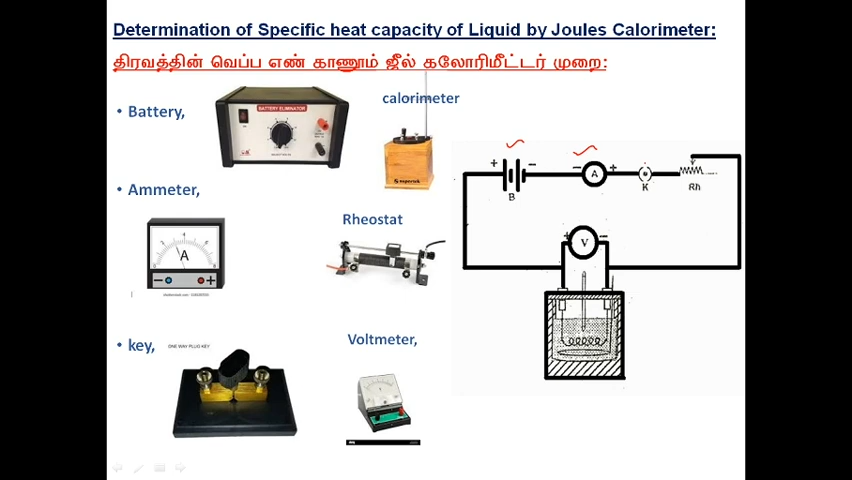 Determination of Specific heat capacity of Liquid by Joules Calorimeter:
திரவத்தின் வெப்ப எண் காணும் ஜீல் கலோரிமீட்டர் முறை:
• Battery,
BATTERY ELIMINATOR
calorimeter
• Ammeter,
A
Rheostat
• key,
ONE WAY PLUG KEY
Voltmeter,
+ −
B
− A +
K
Rh
+ V −